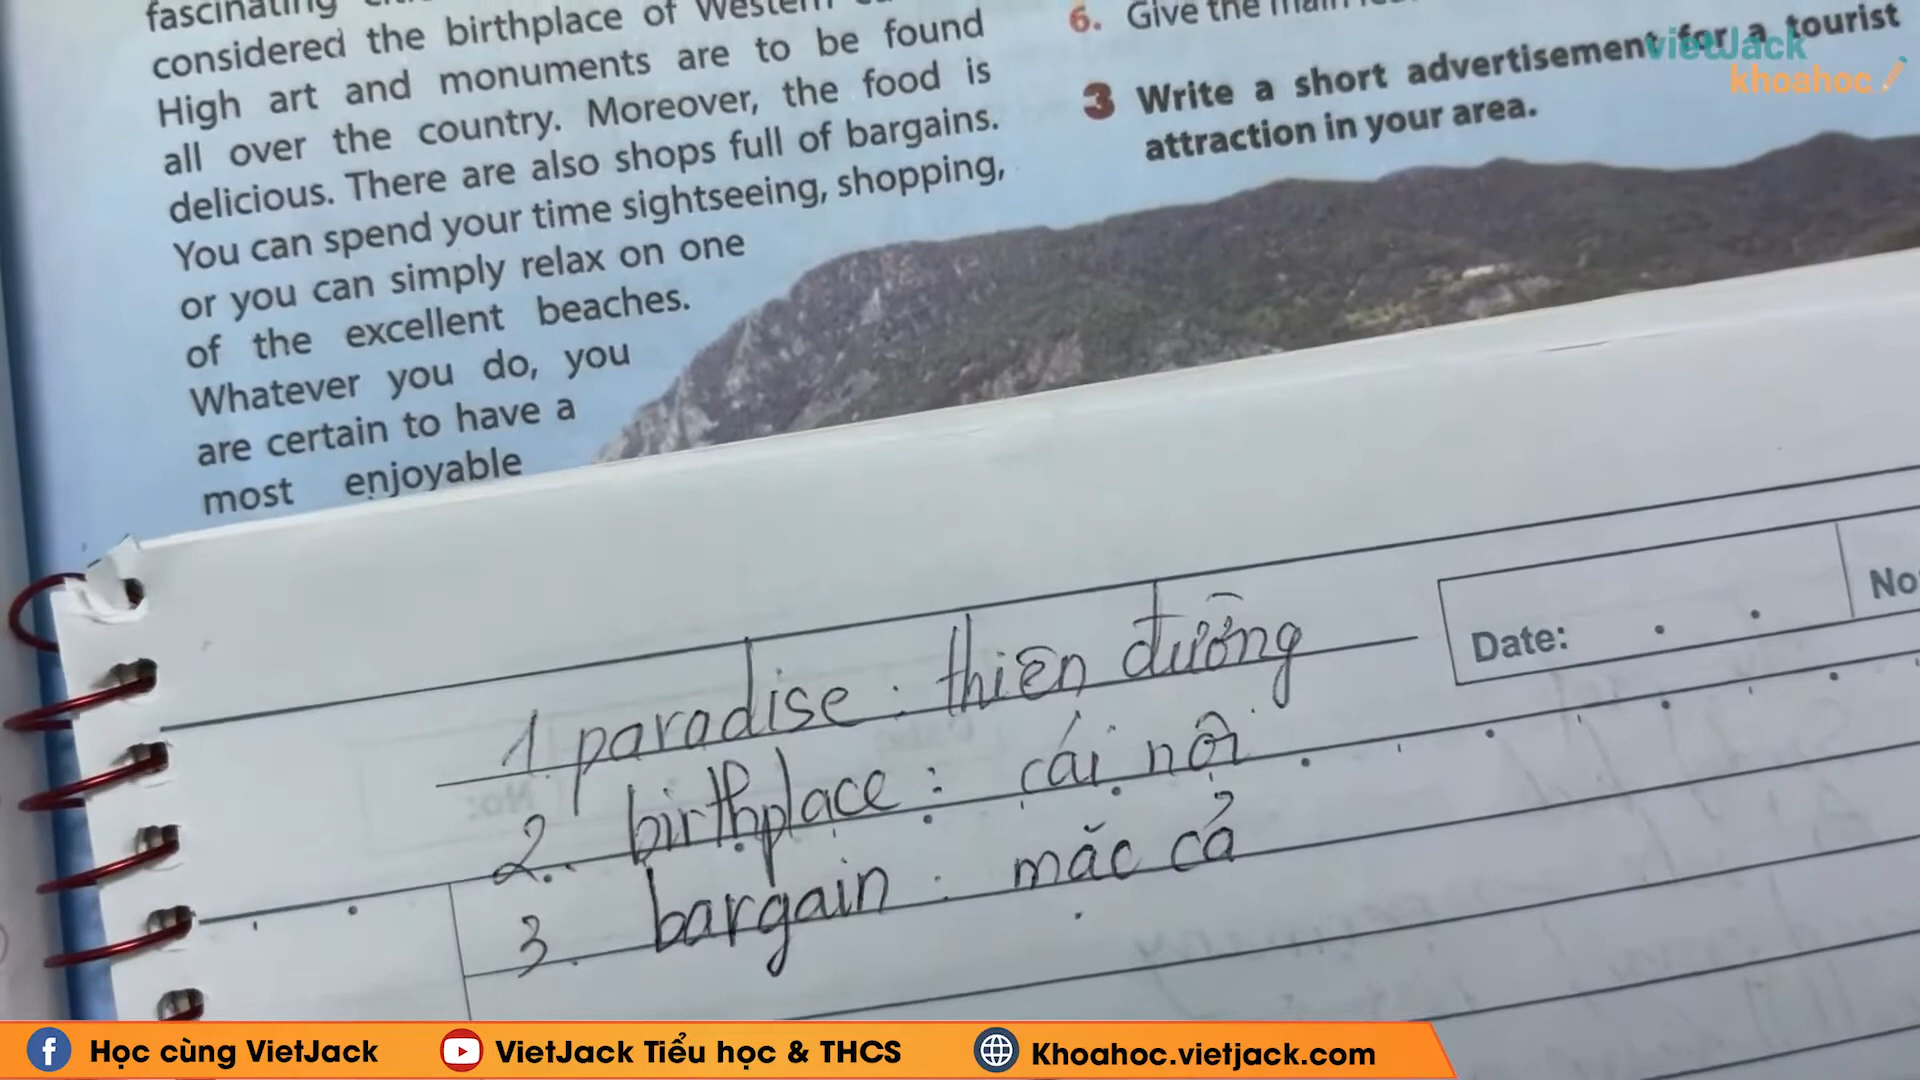 fascinating
considered the birthplace of Western
High art and monuments are to be found
all over the country. Moreover, the food is
delicious. There are also shops full of bargains.
You can spend your time sightseeing, shopping,
or you can simply relax on one
of the excellent beaches.
Whatever you do, you
are certain to have a
most enjoyable
6. Give the main
3 Write a short advertisement for a tourist
attraction in your area.
vietJack
khoahoc
Date:
No:
1. paradise : thiên đường
2. birthplace : cái nôi
3. bargain : mặc cả
Học cùng VietJack
VietJack Tiểu học & THCS
Khoahoc.vietjack.com